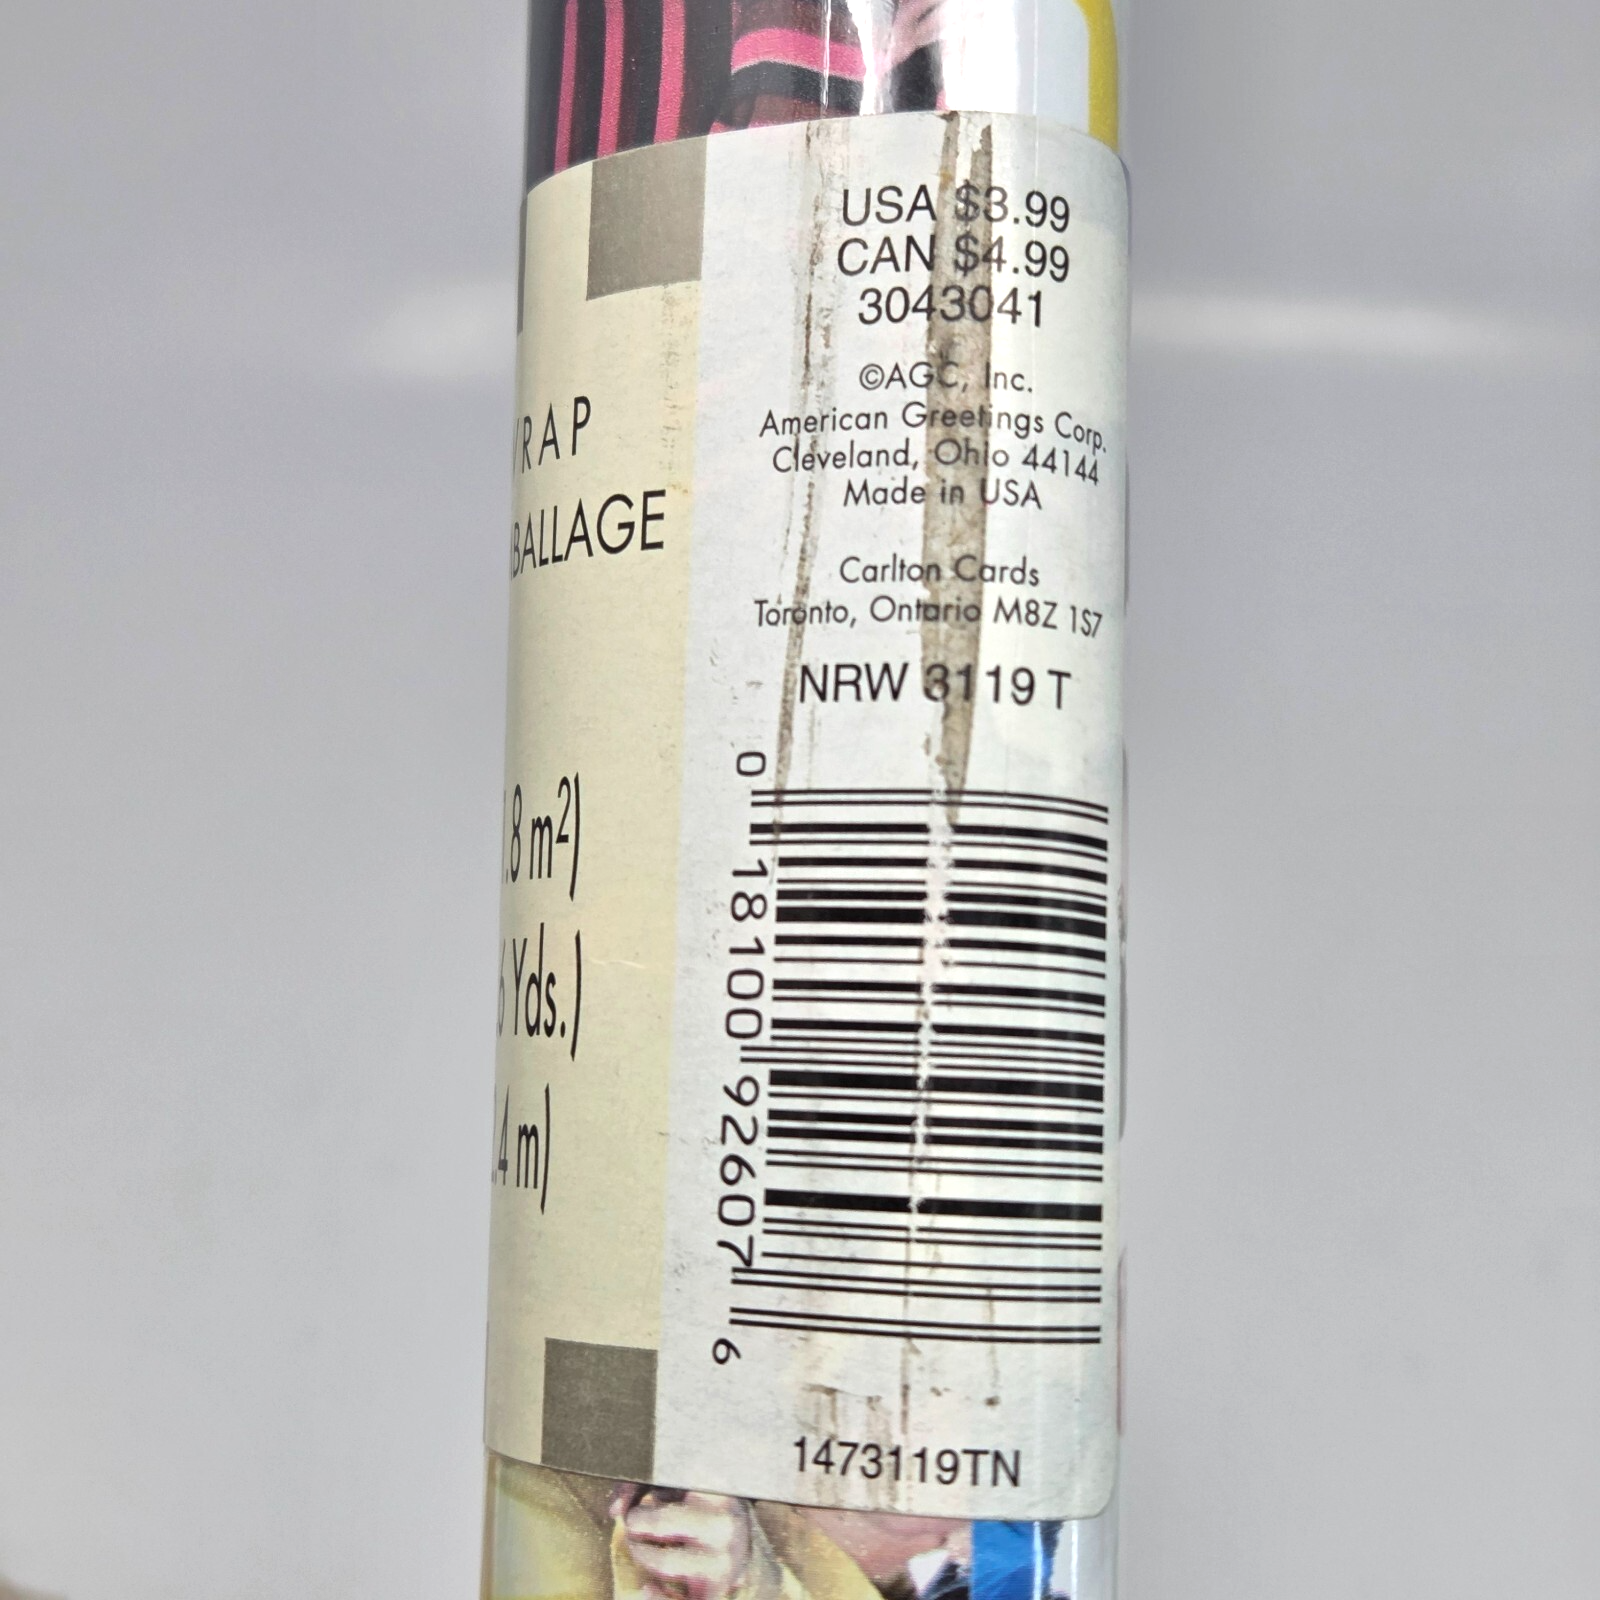 RAP
BALLAGE
.8 m²)
6 Yds.)
.4 m)
USA $3.99
CAN $4.99
3043041
©AGC, Inc.
American Greetings Corp.
Cleveland, Ohio 44144
Made in USA
Carlton Cards
Toronto, Ontario M8Z 1S7
NRW 3119 T
0 18100 92607 6
1473119TN